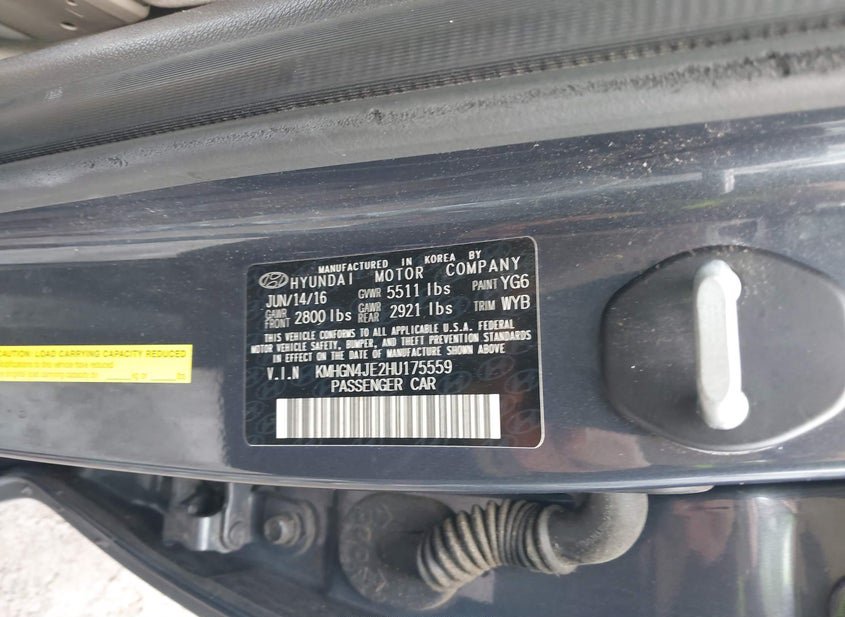 MANUFACTURED IN KOREA BY
HYUNDAI MOTOR COMPANY
JUN/14/16 GVWR 5511 lbs PAINT YG6
GAWR FRONT 2800 lbs GAWR REAR 2921 lbs TRIM WYB
THIS VEHICLE CONFORMS TO ALL APPLICABLE U.S.A. FEDERAL
MOTOR VEHICLE SAFETY, BUMPER, AND THEFT PREVENTION STANDARDS
IN EFFECT ON THE DATE OF MANUFACTURE SHOWN ABOVE
V.I.N KMHGN4JE2HU175559
PASSENGER CAR
CAUTION: LOAD CARRYING CAPACITY REDUCED